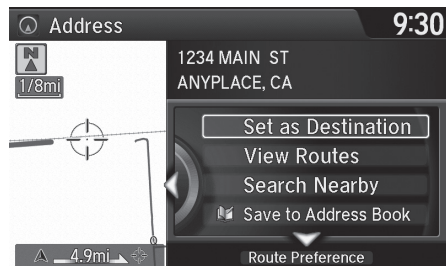 Address
9:30
N
1/8mi
1234 MAIN ST
ANYPLACE, CA
Set as Destination
View Routes
Search Nearby
Save to Address Book
4.9mi
Route Preference